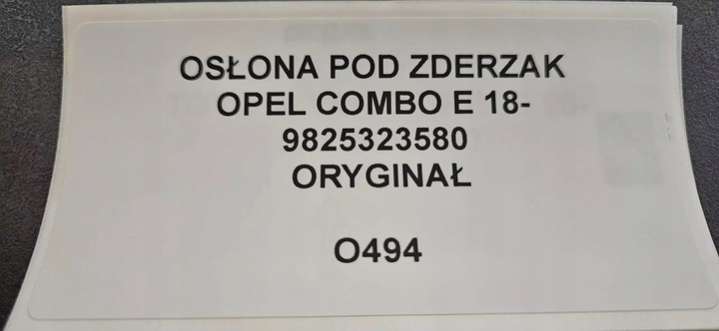 OSŁONA POD ZDERZAK
OPEL COMBO E 18-
9825323580
ORYGINAŁ
O494